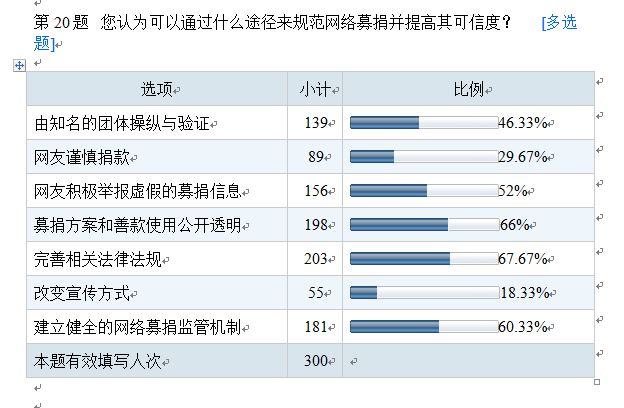 第 20 题 您认为可以通过什么途径来规范网络募捐并提高其可信度? [多选
题]
选项 小计 比例
由知名的团体操纵与验证 139 46.33%
网友谨慎捐款 89 29.67%
网友积极举报虚假的募捐信息 156 52%
募捐方案和善款使用公开透明 198 66%
完善相关法律法规 203 67.67%
改变宣传方式 55 18.33%
建立健全的网络募捐监管机制 181 60.33%
本题有效填写人次 300